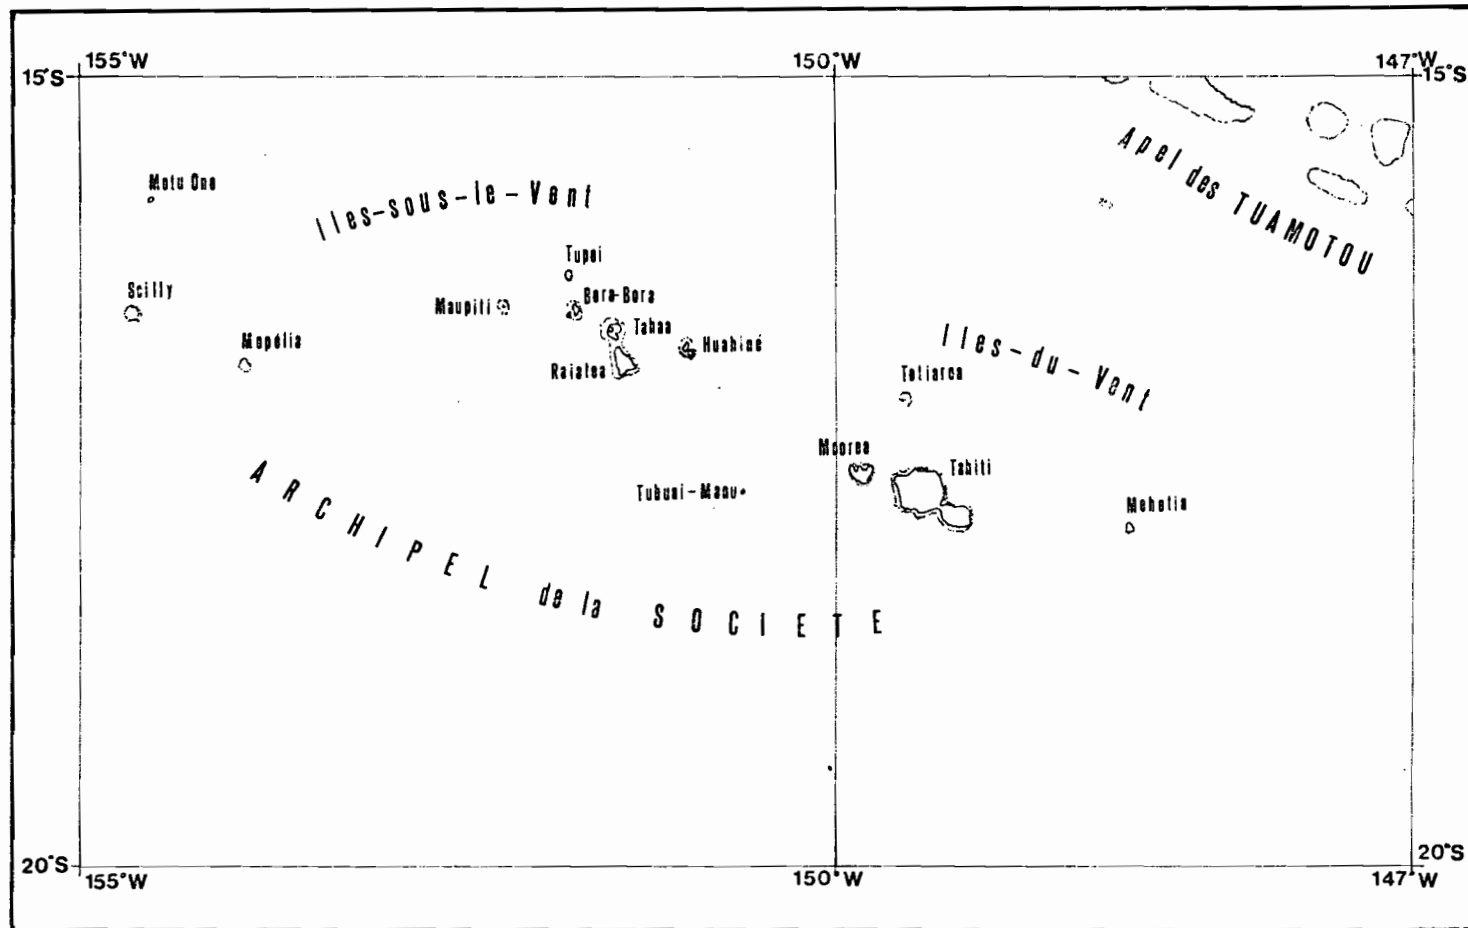 155°W
150°W
147°W
15°S
15°S
Apel des TUAMOTOU
Motu One
Iles-sous-le-Vent
Tupai
Scilly
Maupiti
Bora-Bora
Mopélia
Tahaa
Huahiné
Raiatea
Iles-du-Vent
Tetiaroa
Moorea
Tahiti
Tubuai-Manu
Mehetia
ARCHIPEL de la SOCIETE
20°S
20°S
155°W
150°W
147°W